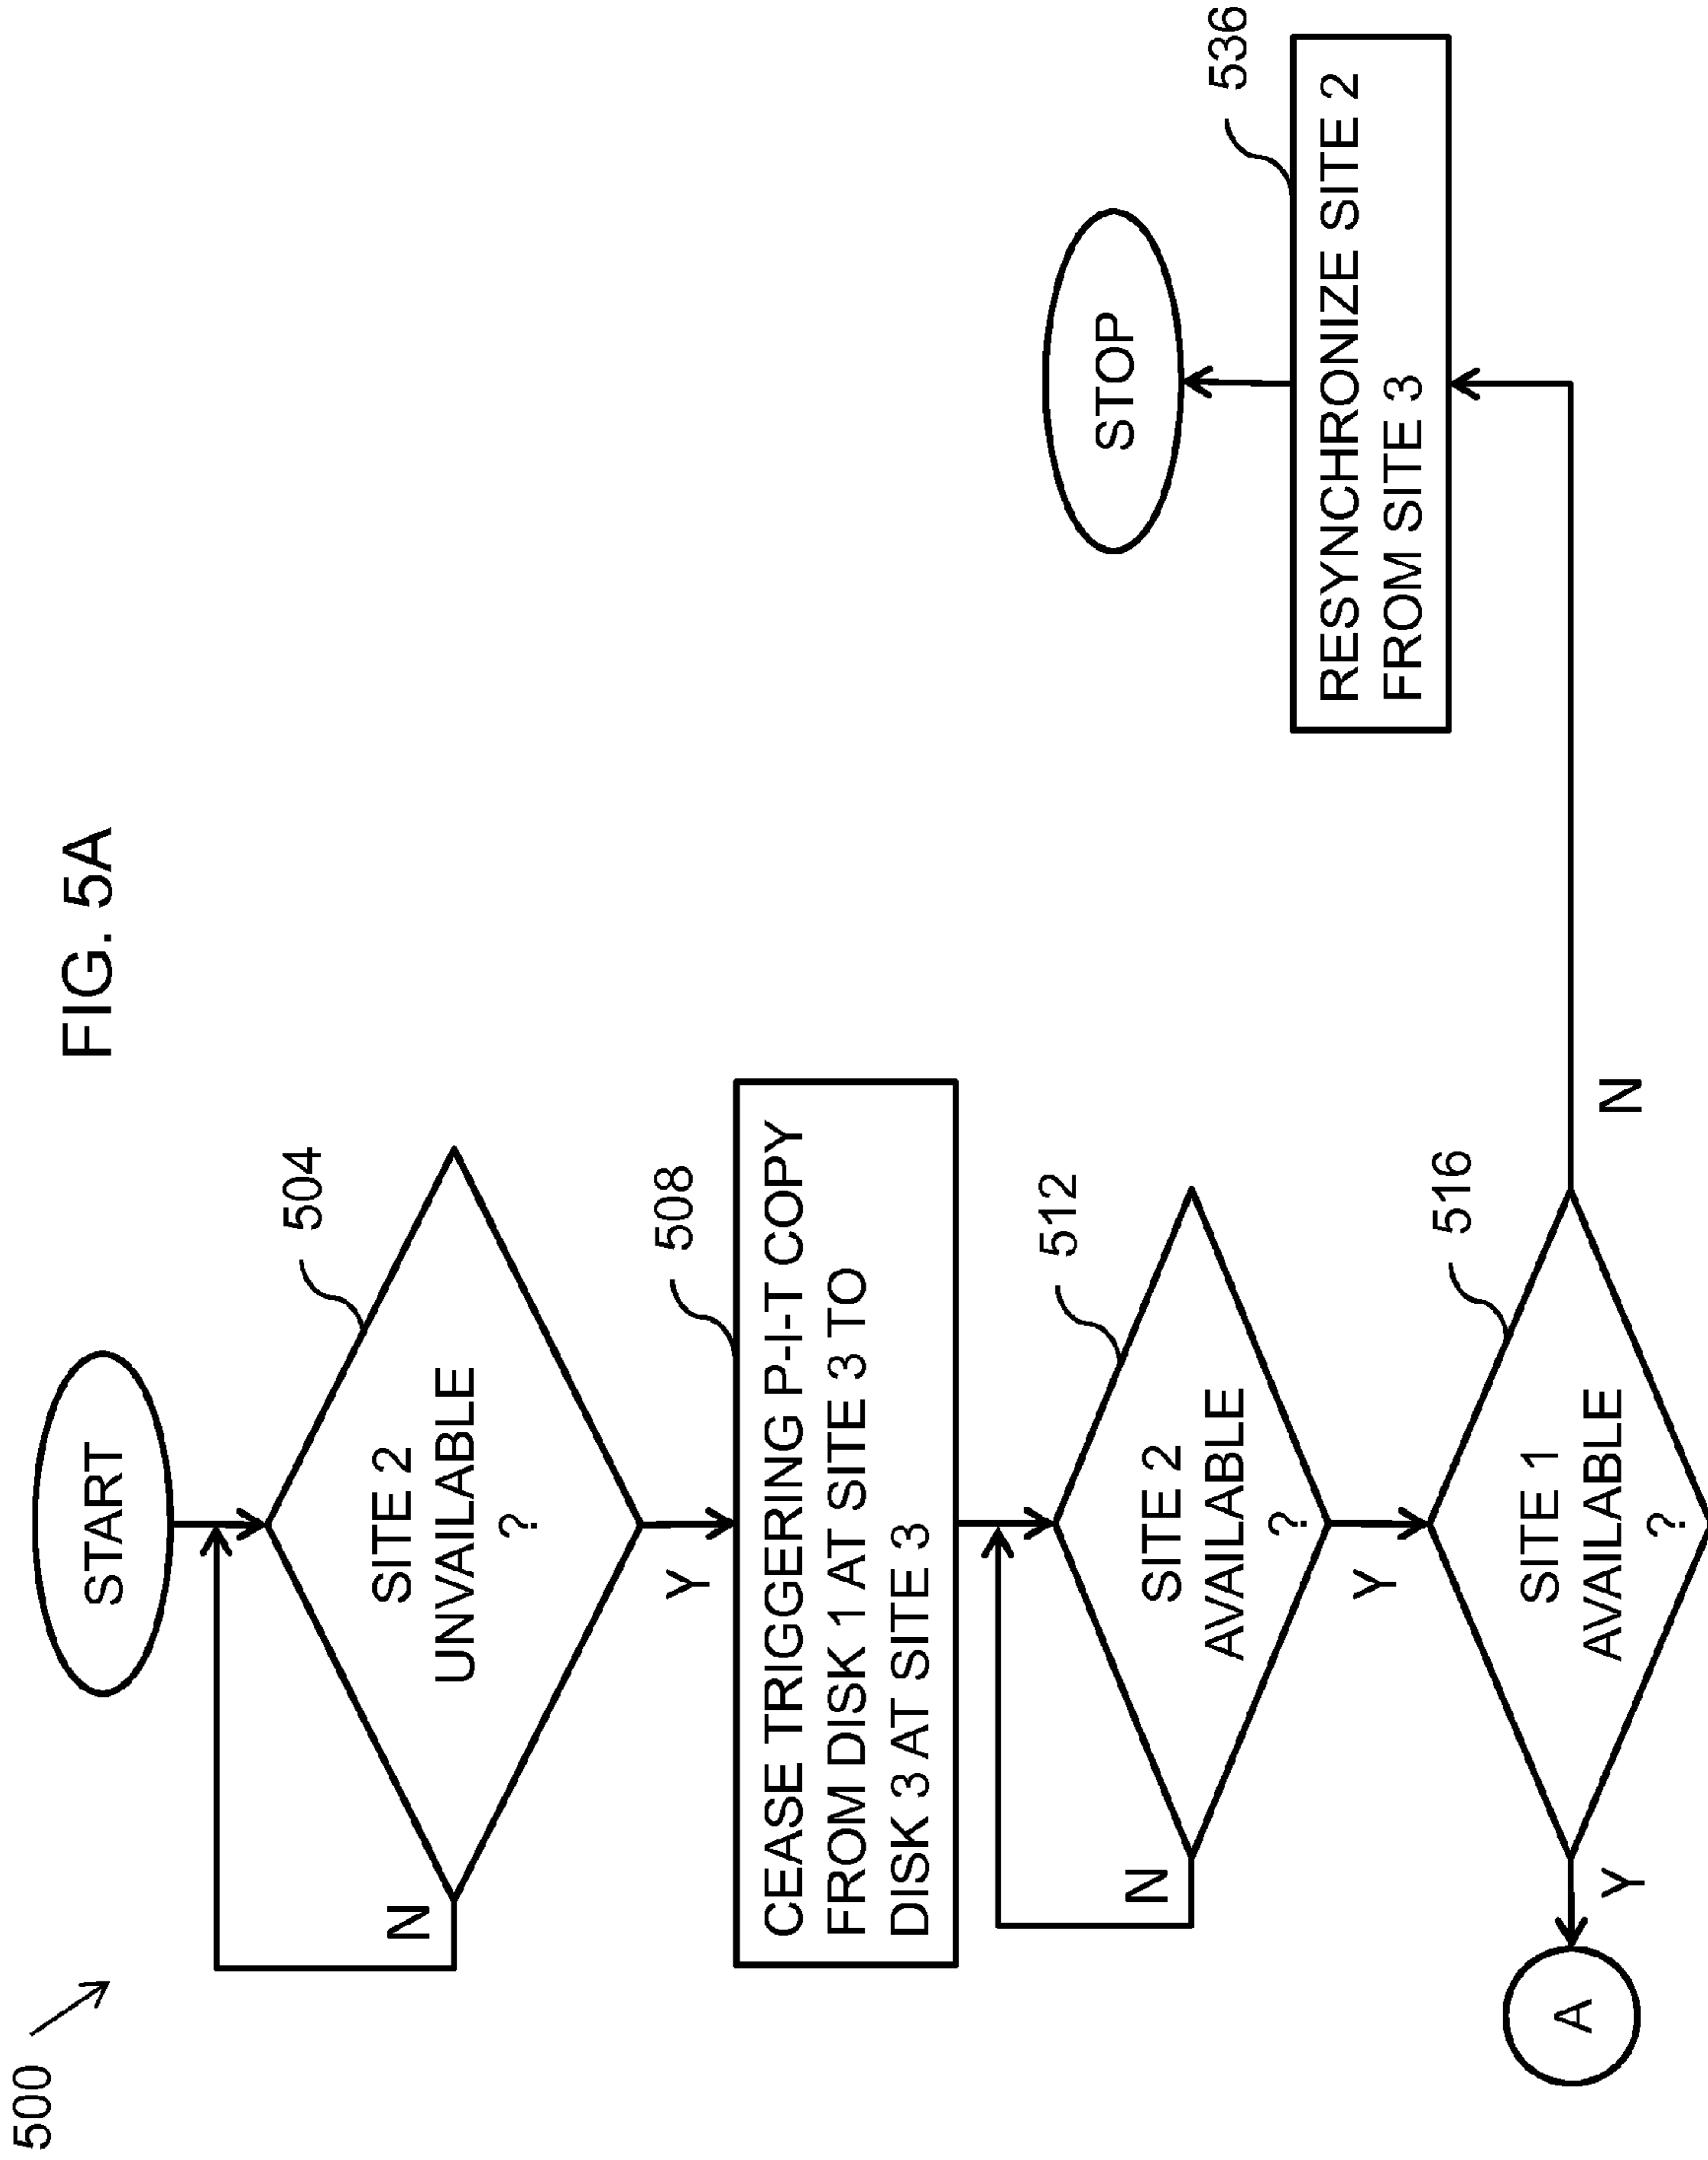 FIG. 5A
500
START
504
SITE 2
UNVAILABLE
?
N
Y
508
CEASE TRIGGERING P-I-T COPY
FROM DISK 1 AT SITE 3 TO
DISK 3 AT SITE 3
512
SITE 2
AVAILABLE
?
N
Y
516
SITE 1
AVAILABLE
?
Y
N
A
STOP
536
RESYNCHRONIZE SITE 2
FROM SITE 3